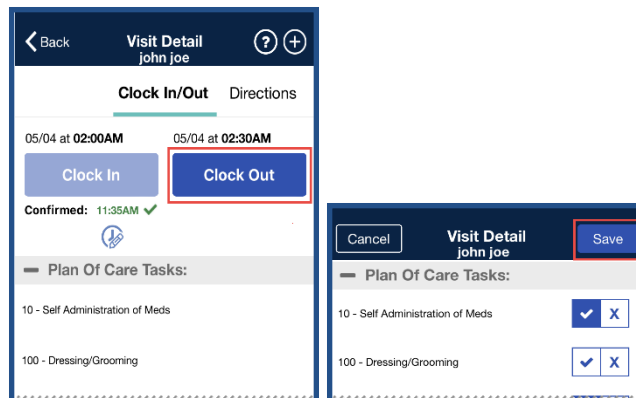 Back Visit Detail ? +
john joe
Clock In/Out Directions
05/04 at 02:00AM 05/04 at 02:30AM
Clock In Clock Out
Confirmed: 11:35AM
Plan Of Care Tasks:
10 - Self Administration of Meds
100 - Dressing/Grooming
Cancel Visit Detail Save
john joe
Plan Of Care Tasks:
10 - Self Administration of Meds X
100 - Dressing/Grooming X